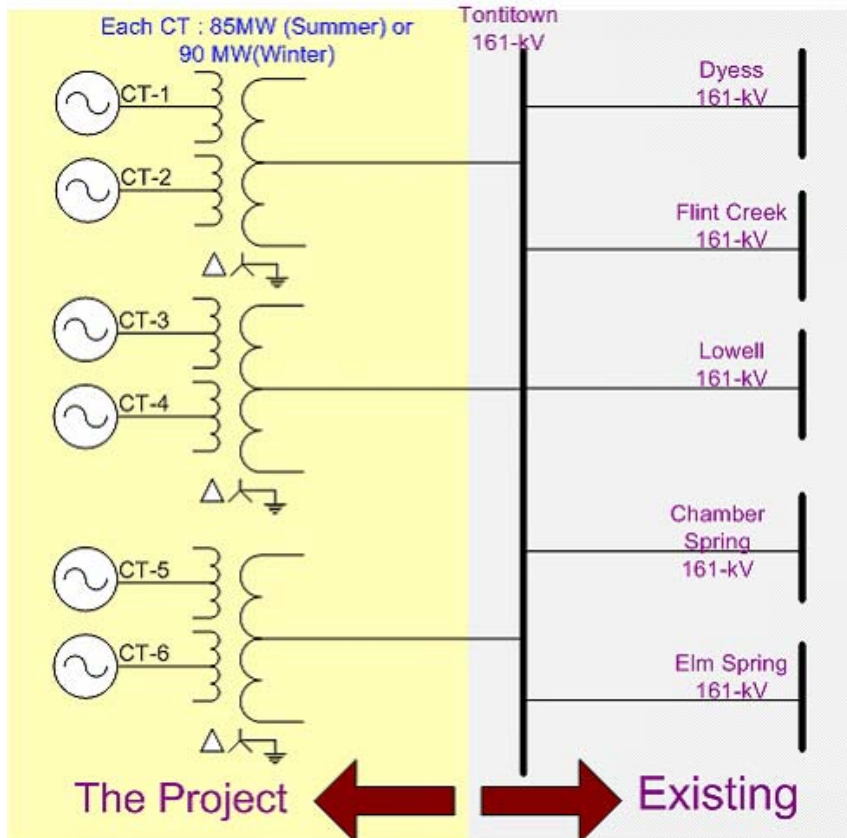 Each CT : 85MW (Summer) or
90 MW(Winter)
CT-1
CT-2
CT-3
CT-4
CT-5
CT-6
Tontitown
161-kV
Dyess
161-kV
Flint Creek
161-kV
Lowell
161-kV
Chamber
Spring
161-kV
Elm Spring
161-kV
The Project
Existing